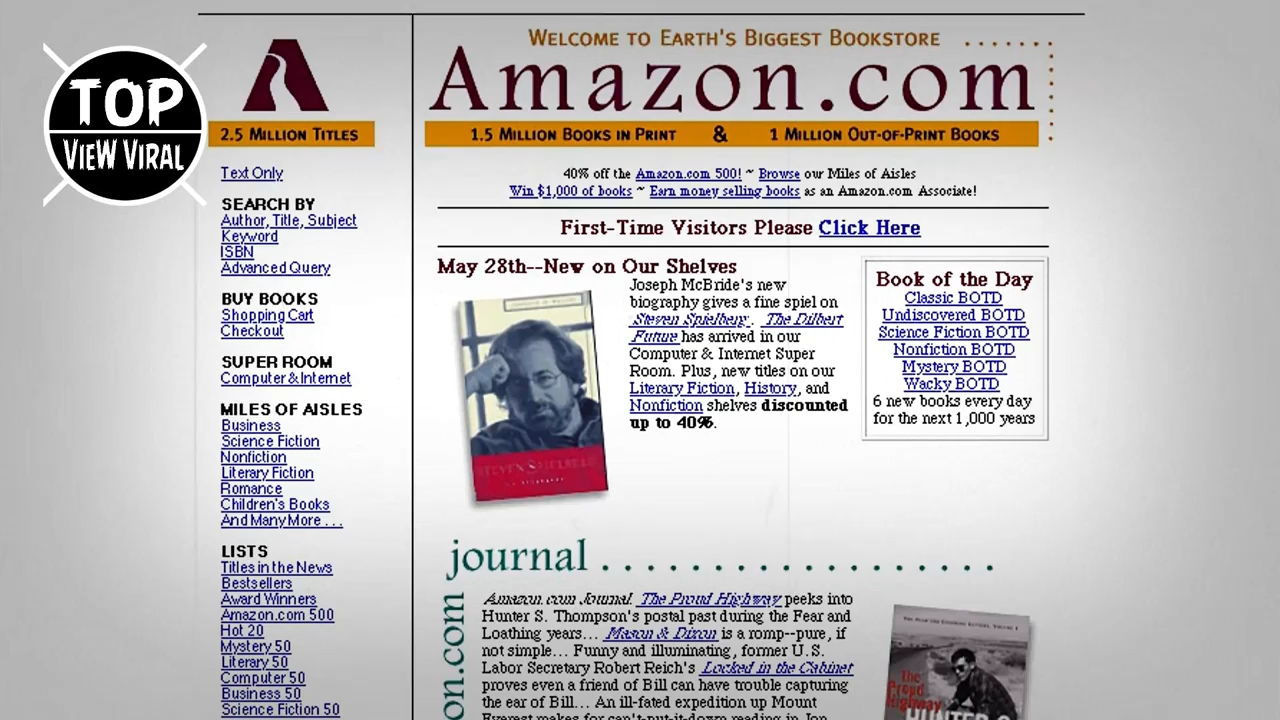 TOP
VIEW VIRAL
2.5 MILLION TITLES
Text Only
SEARCH BY
Author, Title, Subject
Keyword
ISBN
Advanced Query
BUY BOOKS
Shopping Cart
Checkout
SUPER ROOM
Computer & Internet
MILES OF AISLES
Business
Science Fiction
Nonfiction
Literary Fiction
Romance
Children's Books
And Many More . . .
LISTS
Titles in the News
Bestsellers
Award Winners
Amazon.com 500
Hot 20
Mystery 50
Literary 50
Computer 50
Business 50
Science Fiction 50
WELCOME TO EARTH'S BIGGEST BOOKSTORE
Amazon.com
1.5 MILLION BOOKS IN PRINT & 1 MILLION OUT-OF-PRINT BOOKS
40% off the Amazon.com 500! ~ Browse our Miles of Aisles
Win $1,000 of books ~ Earn money selling books as an Amazon.com Associate!
First-Time Visitors Please Click Here
May 28th--New on Our Shelves
Joseph McBride's new
biography gives a fine spiel on
Steven Spielberg. The Dilbert
Future has arrived in our
Computer & Internet Super
Room. Plus, new titles on our
Literary Fiction, History, and
Nonfiction shelves discounted
up to 40%.
STEVEN SPIELBERG
Book of the Day
Classic BOTD
Undiscovered BOTD
Science Fiction BOTD
Nonfiction BOTD
Mystery BOTD
Wacky BOTD
6 new books every day
for the next 1,000 years
journal
on.com
Amazon.com Journal. The Proud Highway peeks into
Hunter S. Thompson's postal past during the Fear and
Loathing years... Mason & Dixon is a romp--pure, if
not simple... Funny and illuminating, former U.S.
Labor Secretary Robert Reich's Locked in the Cabinet
proves even a friend of Bill can have trouble capturing
the ear of Bill... An ill-fated expedition up Mount
Everest makes for can't-put-it-down reading in Jon
The
Proud
Highway
HUNTER S